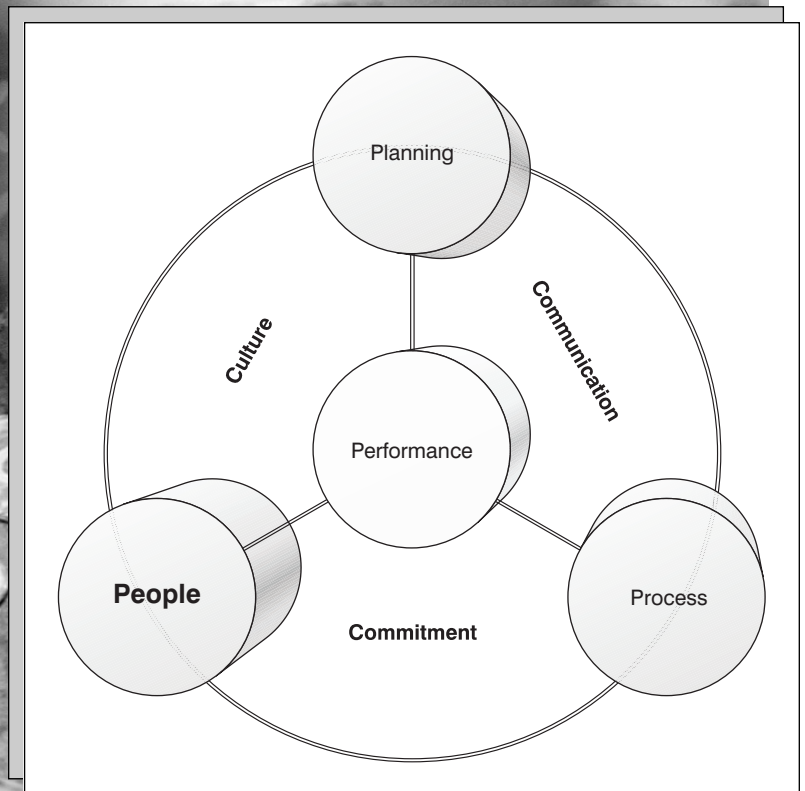 Planning
Culture
Communication
Performance
People
Process
Commitment